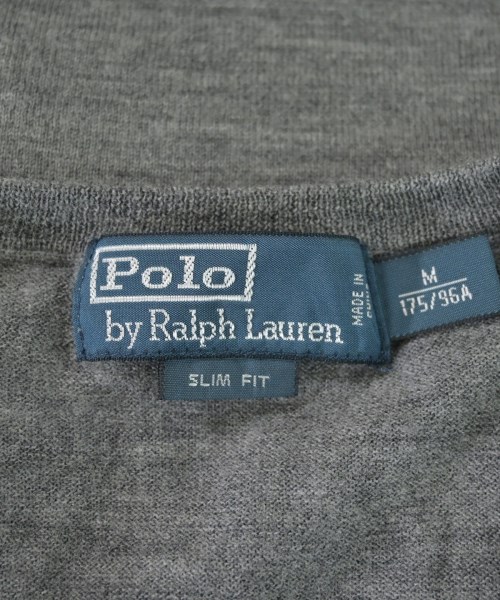 Polo
by Ralph Lauren
MADE IN
SLIM FIT
M
175/96A